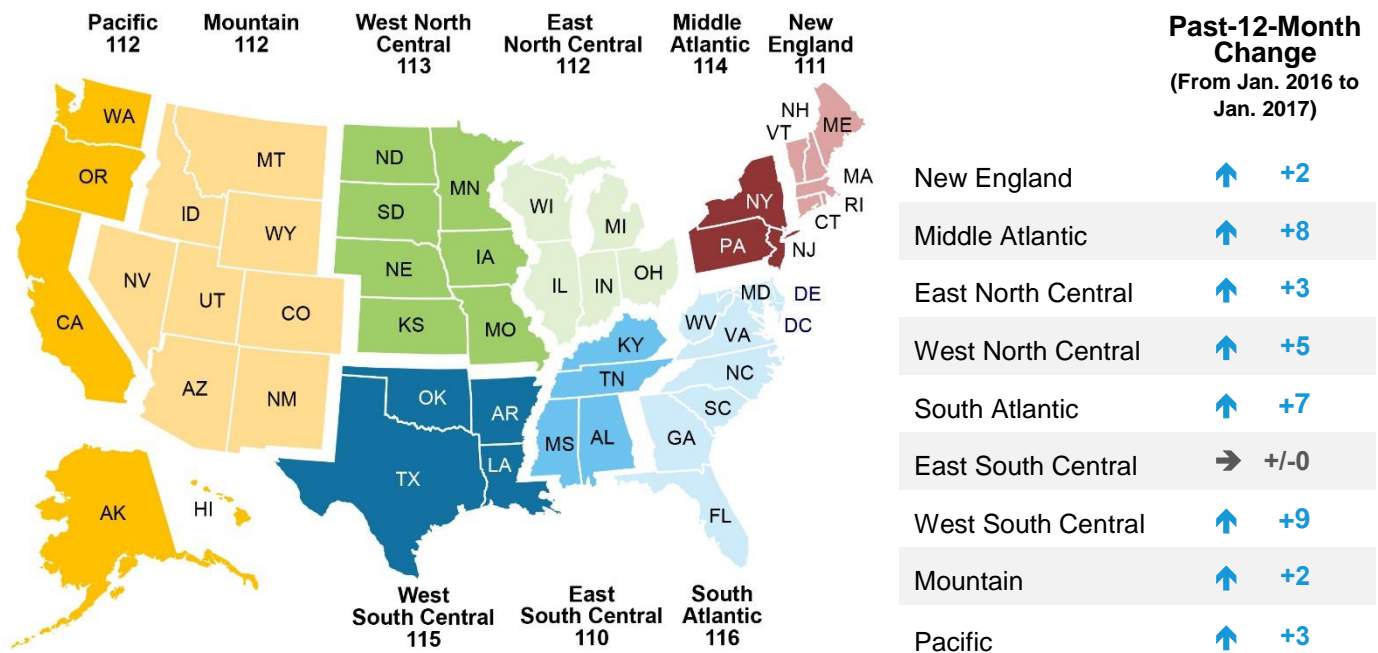 Pacific
112
Mountain
112
West North
Central
113
East
North Central
112
Middle
Atlantic
114
New
England
111
WA
OR
CA
AK
HI
MT
ID
WY
NV
UT
CO
AZ
NM
ND
SD
NE
KS
MN
IA
MO
WI
MI
IL
IN
OH
NY
PA
NJ
NH
VT
ME
MA
RI
CT
MD
DE
DC
WV
VA
NC
SC
GA
FL
KY
TN
MS
AL
OK
AR
TX
LA
West
South Central
115
East
South Central
110
South
Atlantic
116
Past-12-Month
Change
(From Jan. 2016 to
Jan. 2017)
New England +2
Middle Atlantic +8
East North Central +3
West North Central +5
South Atlantic +7
East South Central +/-0
West South Central +9
Mountain +2
Pacific +3